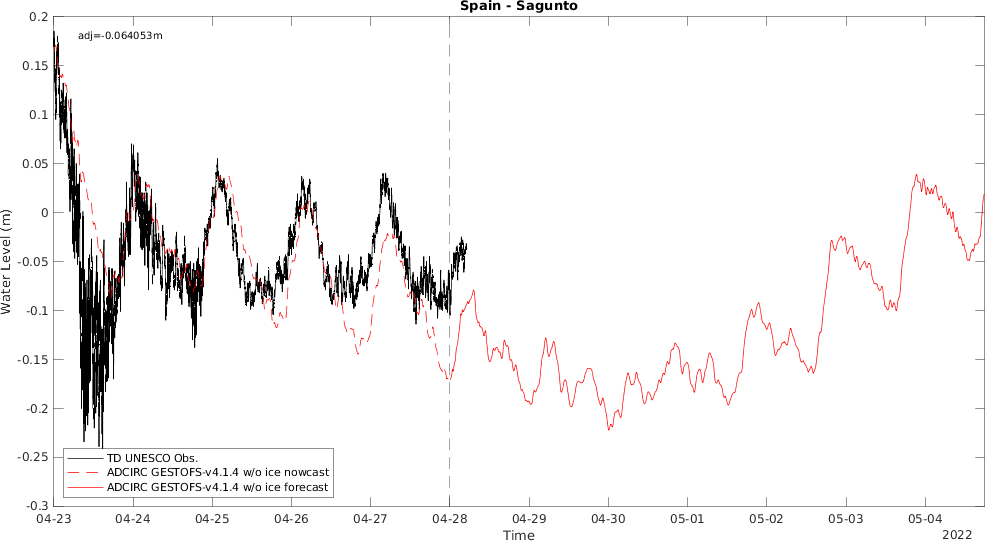 Spain - Sagunto
adj=-0.064053m
0.2
0.15
0.1
0.05
0
-0.05
-0.1
-0.15
-0.2
-0.25
-0.3
Water Level (m)
TD UNESCO Obs.
ADCIRC GESTOFS-v4.1.4 w/o ice nowcast
ADCIRC GESTOFS-v4.1.4 w/o ice forecast
04-23 04-24 04-25 04-26 04-27 04-28 04-29 04-30 05-01 05-02 05-03 05-04
Time
2022